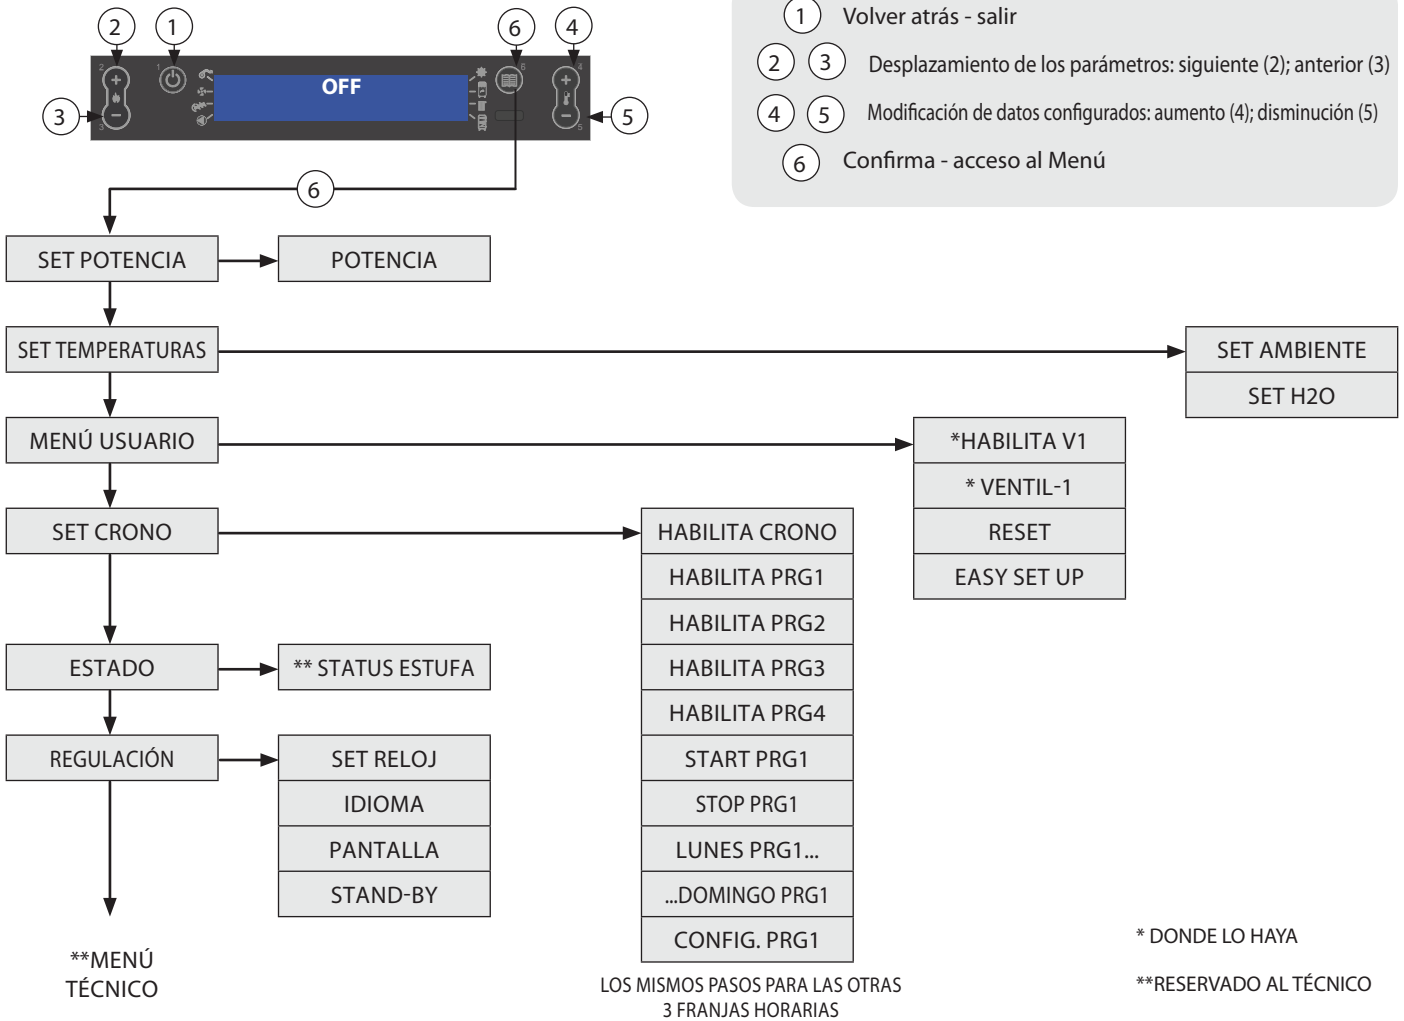 2
1
6
4
OFF
3
5
6
1 Volver atrás - salir
2 3 Desplazamiento de los parámetros: siguiente (2); anterior (3)
4 5 Modificación de datos configurados: aumento (4); disminución (5)
6 Confirma - acceso al Menú
SET POTENCIA
POTENCIA
SET TEMPERATURAS
SET AMBIENTE
SET H2O
MENÚ USUARIO
*HABILITA V1
* VENTIL-1
RESET
EASY SET UP
SET CRONO
HABILITA CRONO
HABILITA PRG1
HABILITA PRG2
HABILITA PRG3
HABILITA PRG4
START PRG1
STOP PRG1
LUNES PRG1...
...DOMINGO PRG1
CONFIG. PRG1
LOS MISMOS PASOS PARA LAS OTRAS
3 FRANJAS HORARIAS
ESTADO
** STATUS ESTUFA
REGULACIÓN
SET RELOJ
IDIOMA
PANTALLA
STAND-BY
**MENÚ
TÉCNICO
* DONDE LO HAYA
**RESERVADO AL TÉCNICO